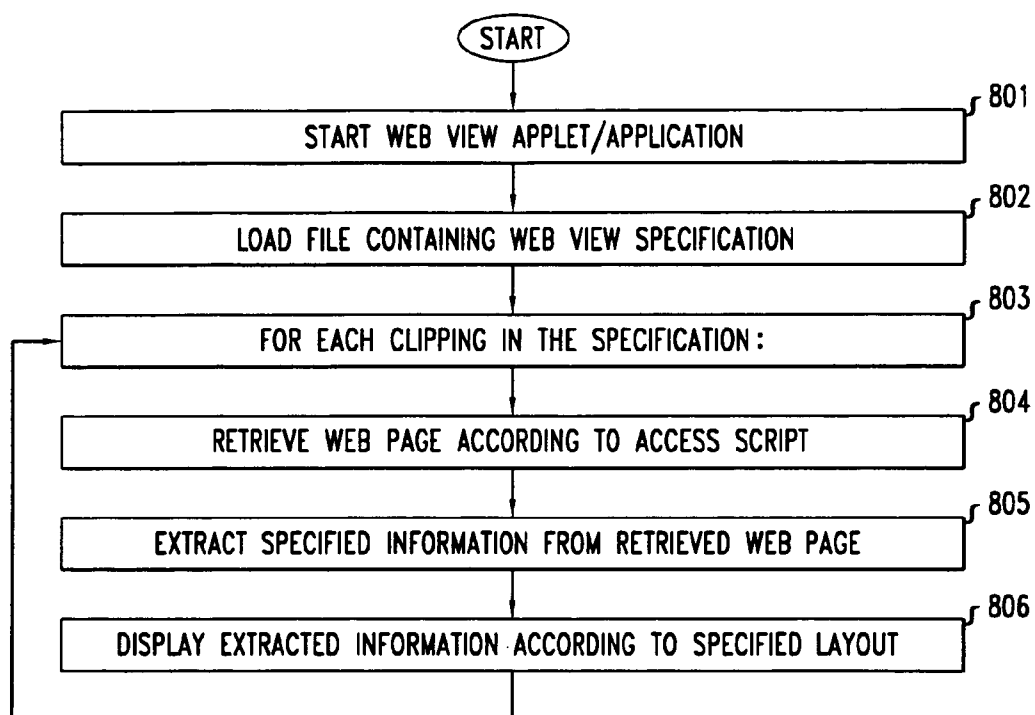 START
801
START WEB VIEW APPLET/APPLICATION
802
LOAD FILE CONTAINING WEB VIEW SPECIFICATION
803
FOR EACH CLIPPING IN THE SPECIFICATION:
804
RETRIEVE WEB PAGE ACCORDING TO ACCESS SCRIPT
805
EXTRACT SPECIFIED INFORMATION FROM RETRIEVED WEB PAGE
806
DISPLAY EXTRACTED INFORMATION ACCORDING TO SPECIFIED LAYOUT